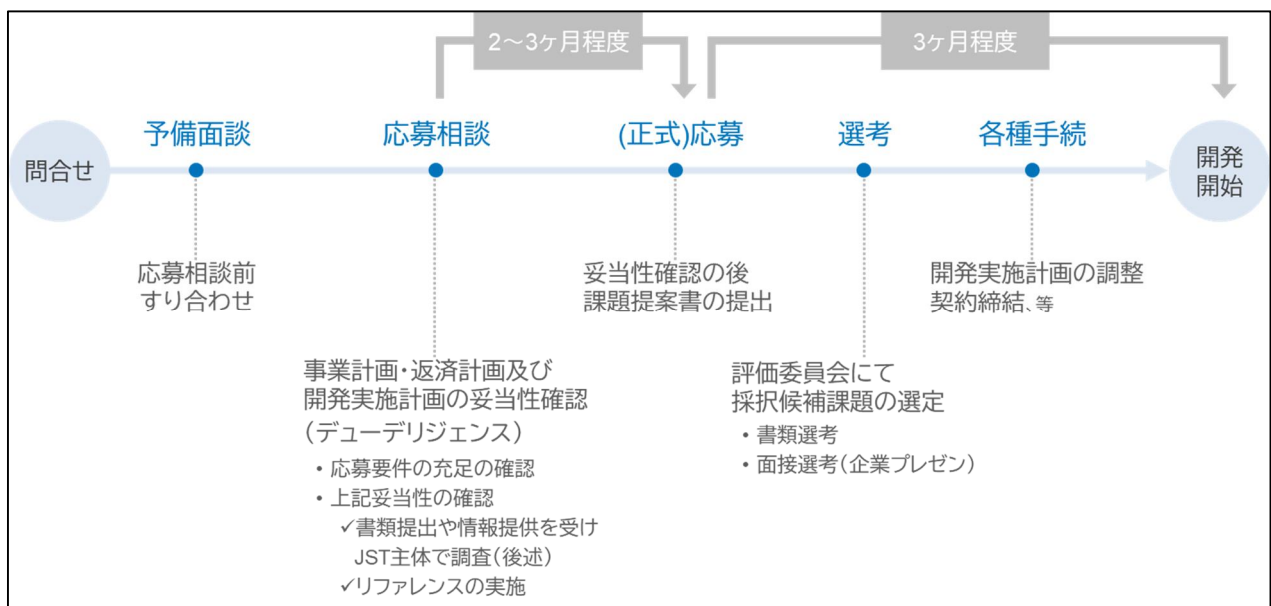 2～3ヶ月程度
3ヶ月程度
問合せ
予備面談
応募相談
(正式)応募
選考
各種手続
開発
開始
応募相談前
すり合わせ
妥当性確認の後
課題提案書の提出
開発実施計画の調整
契約締結、等
事業計画・返済計画及び
開発実施計画の妥当性確認
（デューデリジェンス）
・応募要件の充足の確認
・上記妥当性の確認
✓書類提出や情報提供を受け
JST主体で調査（後述）
✓リファレンスの実施
評価委員会にて
採択候補課題の選定
・書類選考
・面接選考（企業プレゼン）